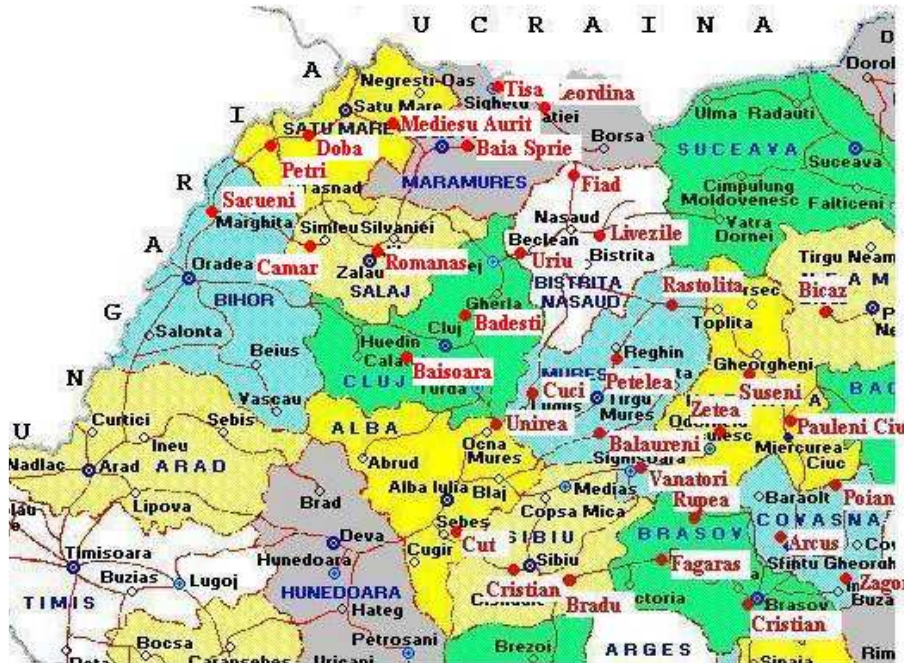 U C R A I N A
U N G A R I A
Negresti-Oas
Satu Mare
SATU MARE
Mediesu Aurit
Doba
Petri
Tisa
Sighetu
Leordina
Borsa
Baia Sprie
MARAMURES
Fiad
Ulma
Radauti
SUCEAVA
Suceava
Cimpulung
Moldovenesc
Falticeni
Vatra
Dornei
Sacueni
Marghita
Simleu
Silvaniei
Camar
Romanas
Zalau
SALAJ
Oradea
BIHOR
Nasaud
Beclean
Livezile
Uriu
Bistrita
BISTRITA
NASAUD
Gherla
Badesti
Cluj
Huedin
Baisoara
CLUJ
Turda
Rastolita
Toplita
Tirgu Neam
Bicaz
Salonta
Beius
Vascau
Reghin
MURES
Petelea
Tirgu
Mures
Cuci
Gheorgheni
Suseni
Zetea
Pauleni Ciu
Miercurea
Ciuc
Balaureni
Unirea
Ocna
Mures
ALBA
Abrud
Alba Iulia
Blaj
Curtici
Sebis
Ineu
Nadlac
Arad
ARAD
Lipova
Brad
Deva
Hunedoara
HUNEDOARA
Hateg
Petrosani
Uricani
Sebes
Cugir
Cut
Sighisoara
Vanatori
Medias
Copsa Mica
SIBIU
Sibiu
Cristian
Bradu
Rupea
BRASOV
Fagaras
Brasov
Cristian
Baraolt
Poian
COVASNA
Arcus
Sfintu Gheorgh
Zagon
Timisoara
Buzias
Lugoj
TIMIS
Bocsa
Caransebes
Brezoi
ARGES
Sinaia